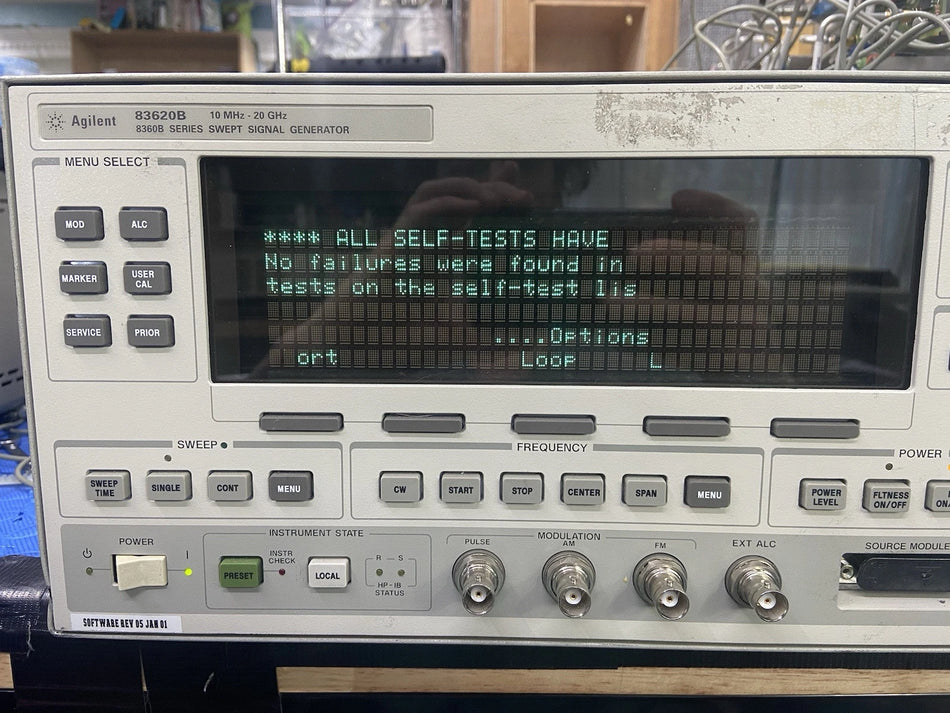 Agilent 83620B 10 MHz - 20 GHz
8360B SERIES SWEPT SIGNAL GENERATOR
MENU SELECT
MOD ALC
MARKER USER CAL
SERVICE PRIOR
**** ALL SELF-TESTS HAVE
No failures were found in
tests on the self-test lis
....Options
ort Loop L
SWEEP
SWEEP TIME SINGLE CONT MENU
FREQUENCY
CW START STOP CENTER SPAN MENU
POWER
POWER LEVEL FLTNESS ON/OFF
POWER
I
INSTRUMENT STATE
PRESET
INSTR CHECK
LOCAL
R S
HP-IB STATUS
MODULATION
PULSE AM FM
EXT ALC
SOURCE MODULE
SOFTWARE REV 05 JAN 01